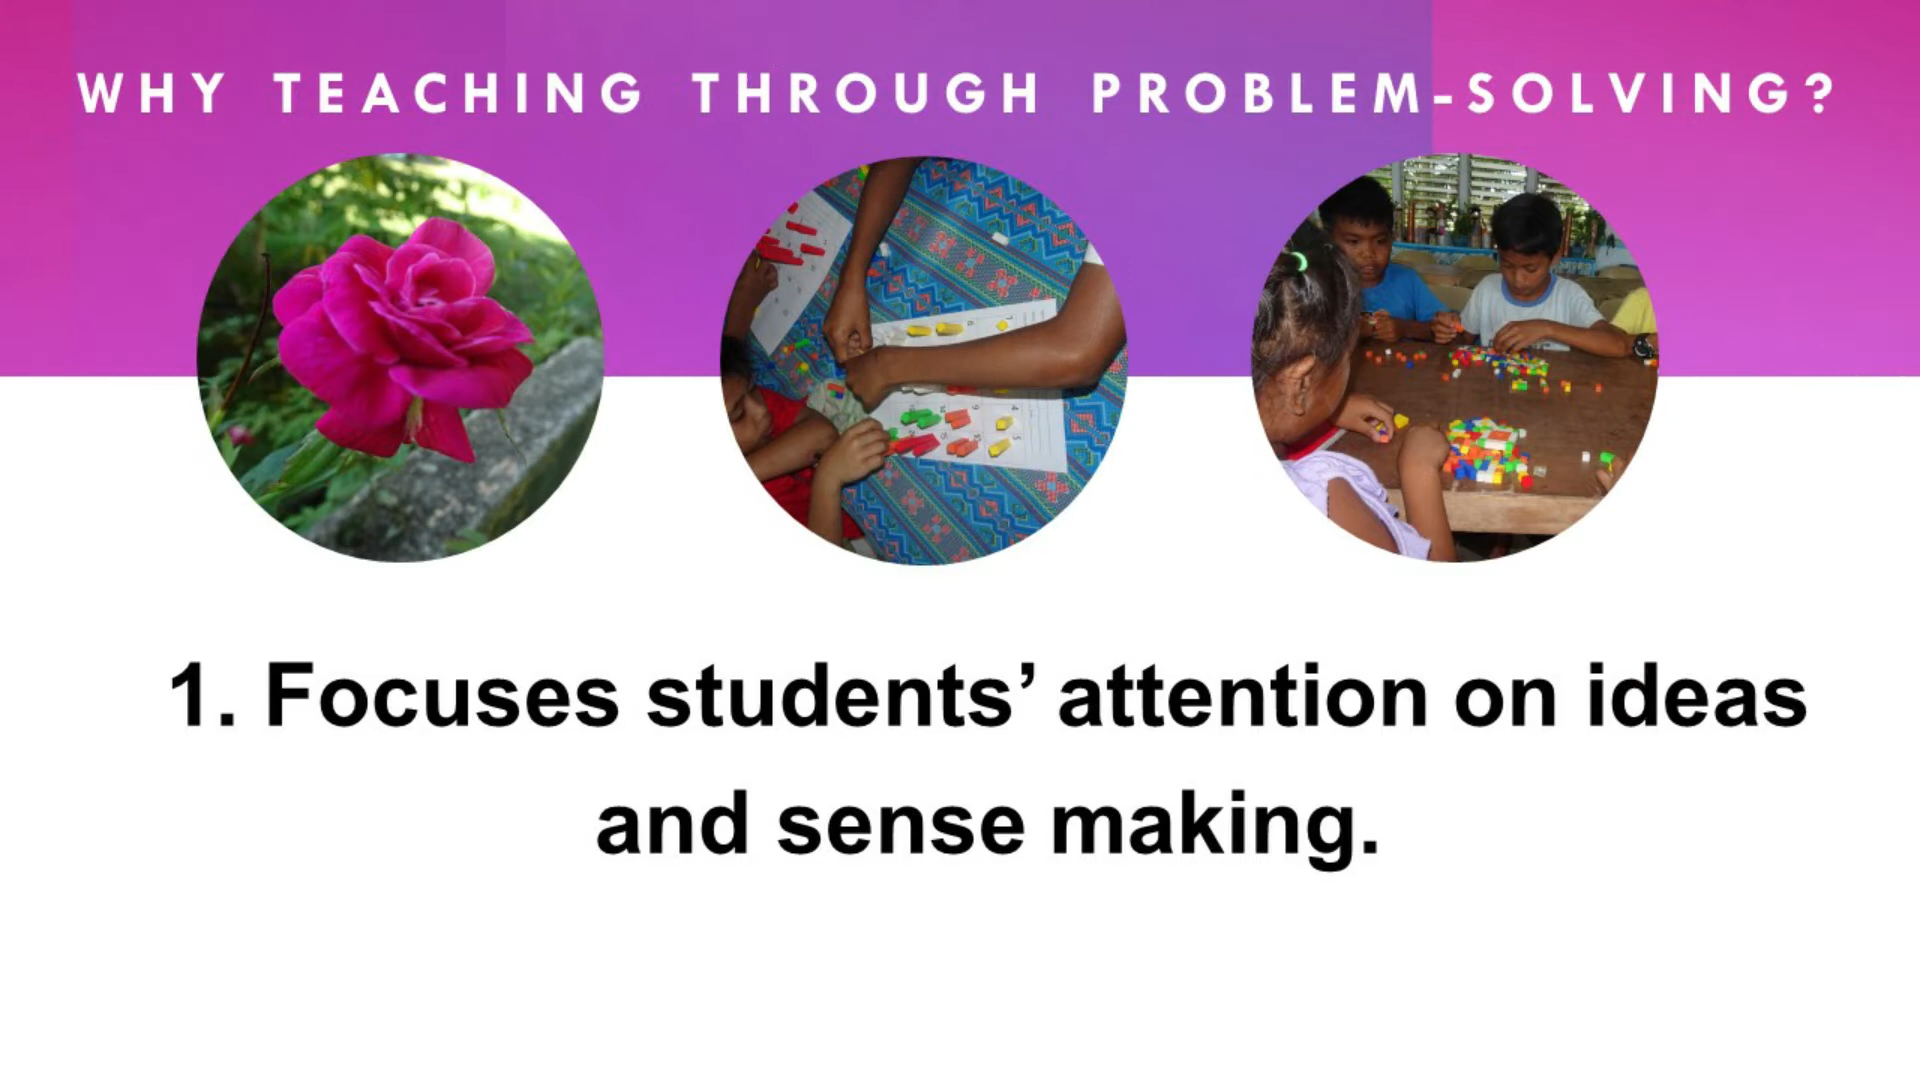 WHY TEACHING THROUGH PROBLEM-SOLVING?
1. Focuses students’ attention on ideas
and sense making.